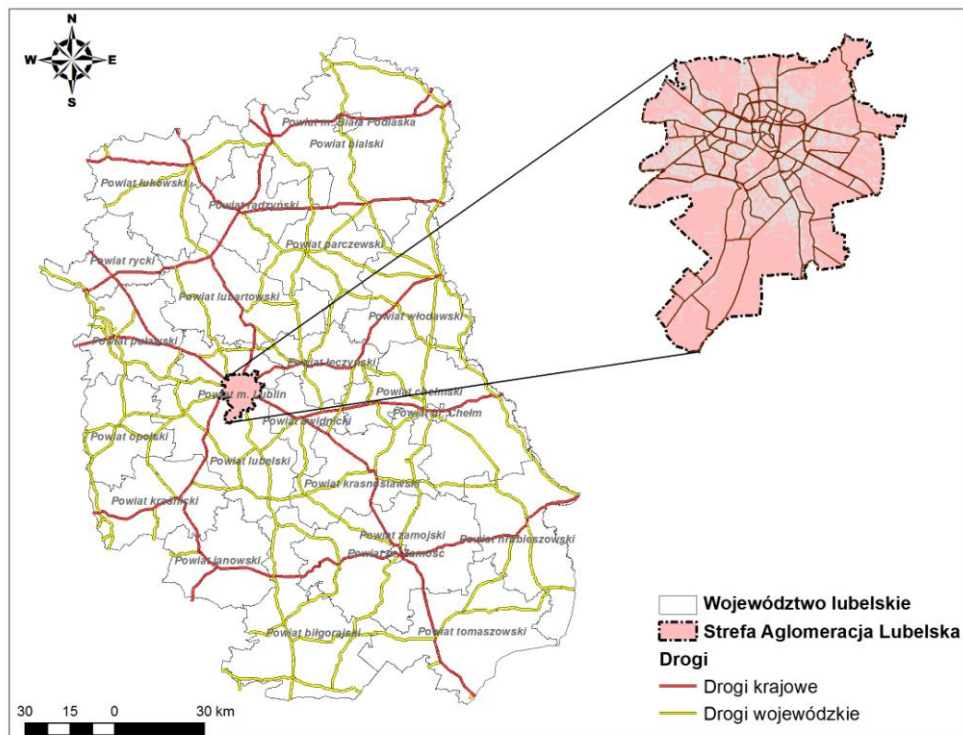 N
W E
S
Powiat m. Biała Podlaska
Powiat bialski
Powiat łukowski
Powiat radzyński
Powiat parczewski
Powiat rycki
Powiat lubartowski
Powiat włodawski
Powiat puławski
Powiat łęczyński
Powiat m. Lublin
Powiat chełmski
Powiat m. Chełm
Powiat świdnicki
Powiat opolski
Powiat lubelski
Powiat krasnostawski
Powiat kraśnicki
Powiat zamojski
Powiat hrubieszowski
Powiat m. Zamość
Powiat janowski
Powiat biłgorajski
Powiat tomaszowski
Województwo lubelskie
Strefa Aglomeracja Lubelska
Drogi
Drogi krajowe
Drogi wojewódzkie
30 15 0 30 km